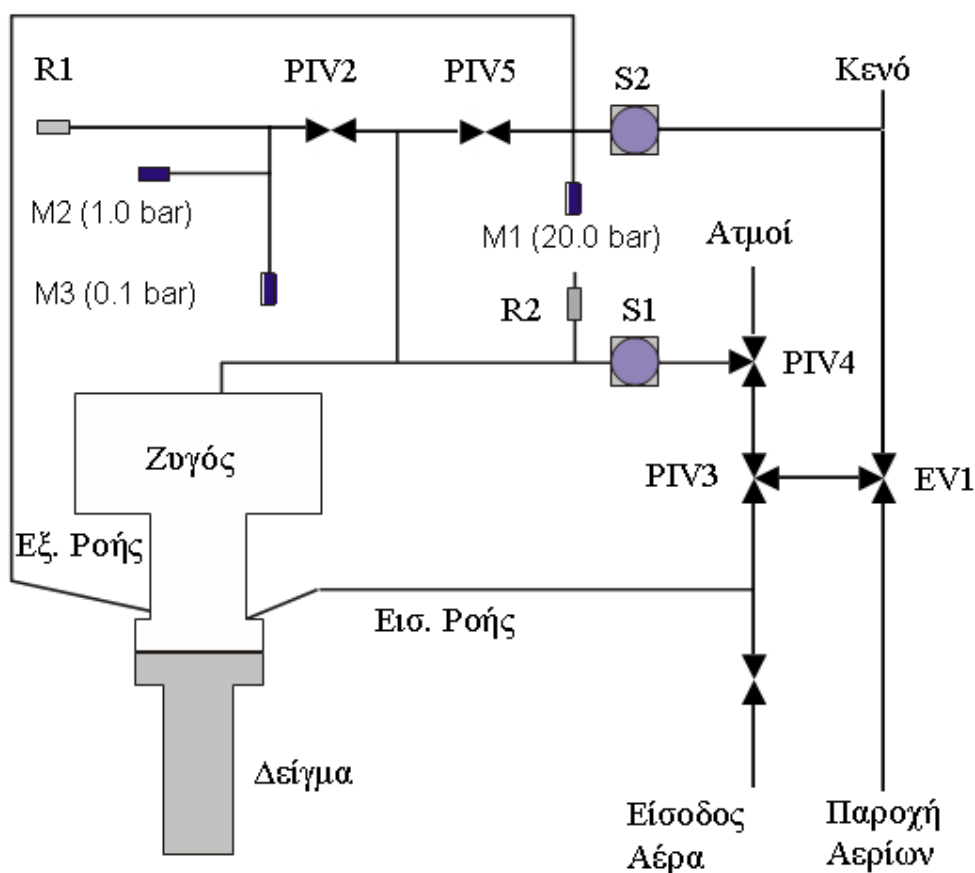 R1
PIV2
PIV5
S2
Κενό
M2 (1.0 bar)
M1 (20.0 bar)
Ατμοί
M3 (0.1 bar)
R2
S1
PIV4
Ζυγός
PIV3
EV1
Εξ. Ροής
Εισ. Ροής
Δείγμα
Είσοδος
Αέρα
Παροχή
Αερίων